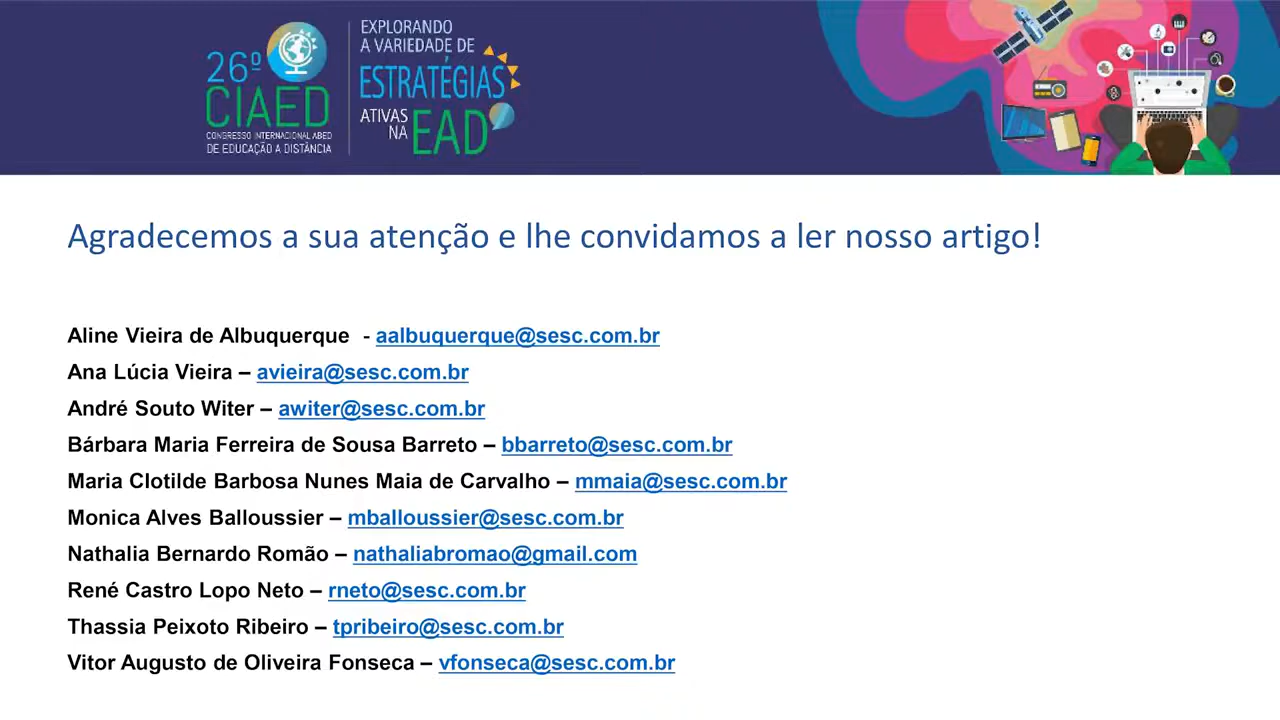 26º
CIAED
CONGRESSO INTERNACIONAL ABED
DE EDUCAÇÃO A DISTÂNCIA
EXPLORANDO
A VARIEDADE DE
ESTRATÉGIAS
ATIVAS
NA EAD
Agradecemos a sua atenção e lhe convidamos a ler nosso artigo!
Aline Vieira de Albuquerque - aalbuquerque@sesc.com.br
Ana Lúcia Vieira – avieira@sesc.com.br
André Souto Witer – awiter@sesc.com.br
Bárbara Maria Ferreira de Sousa Barreto – bbarreto@sesc.com.br
Maria Clotilde Barbosa Nunes Maia de Carvalho – mmaia@sesc.com.br
Monica Alves Balloussier – mballoussier@sesc.com.br
Nathalia Bernardo Romão – nathaliabromao@gmail.com
René Castro Lopo Neto – rneto@sesc.com.br
Thassia Peixoto Ribeiro – tpribeiro@sesc.com.br
Vitor Augusto de Oliveira Fonseca – vfonseca@sesc.com.br